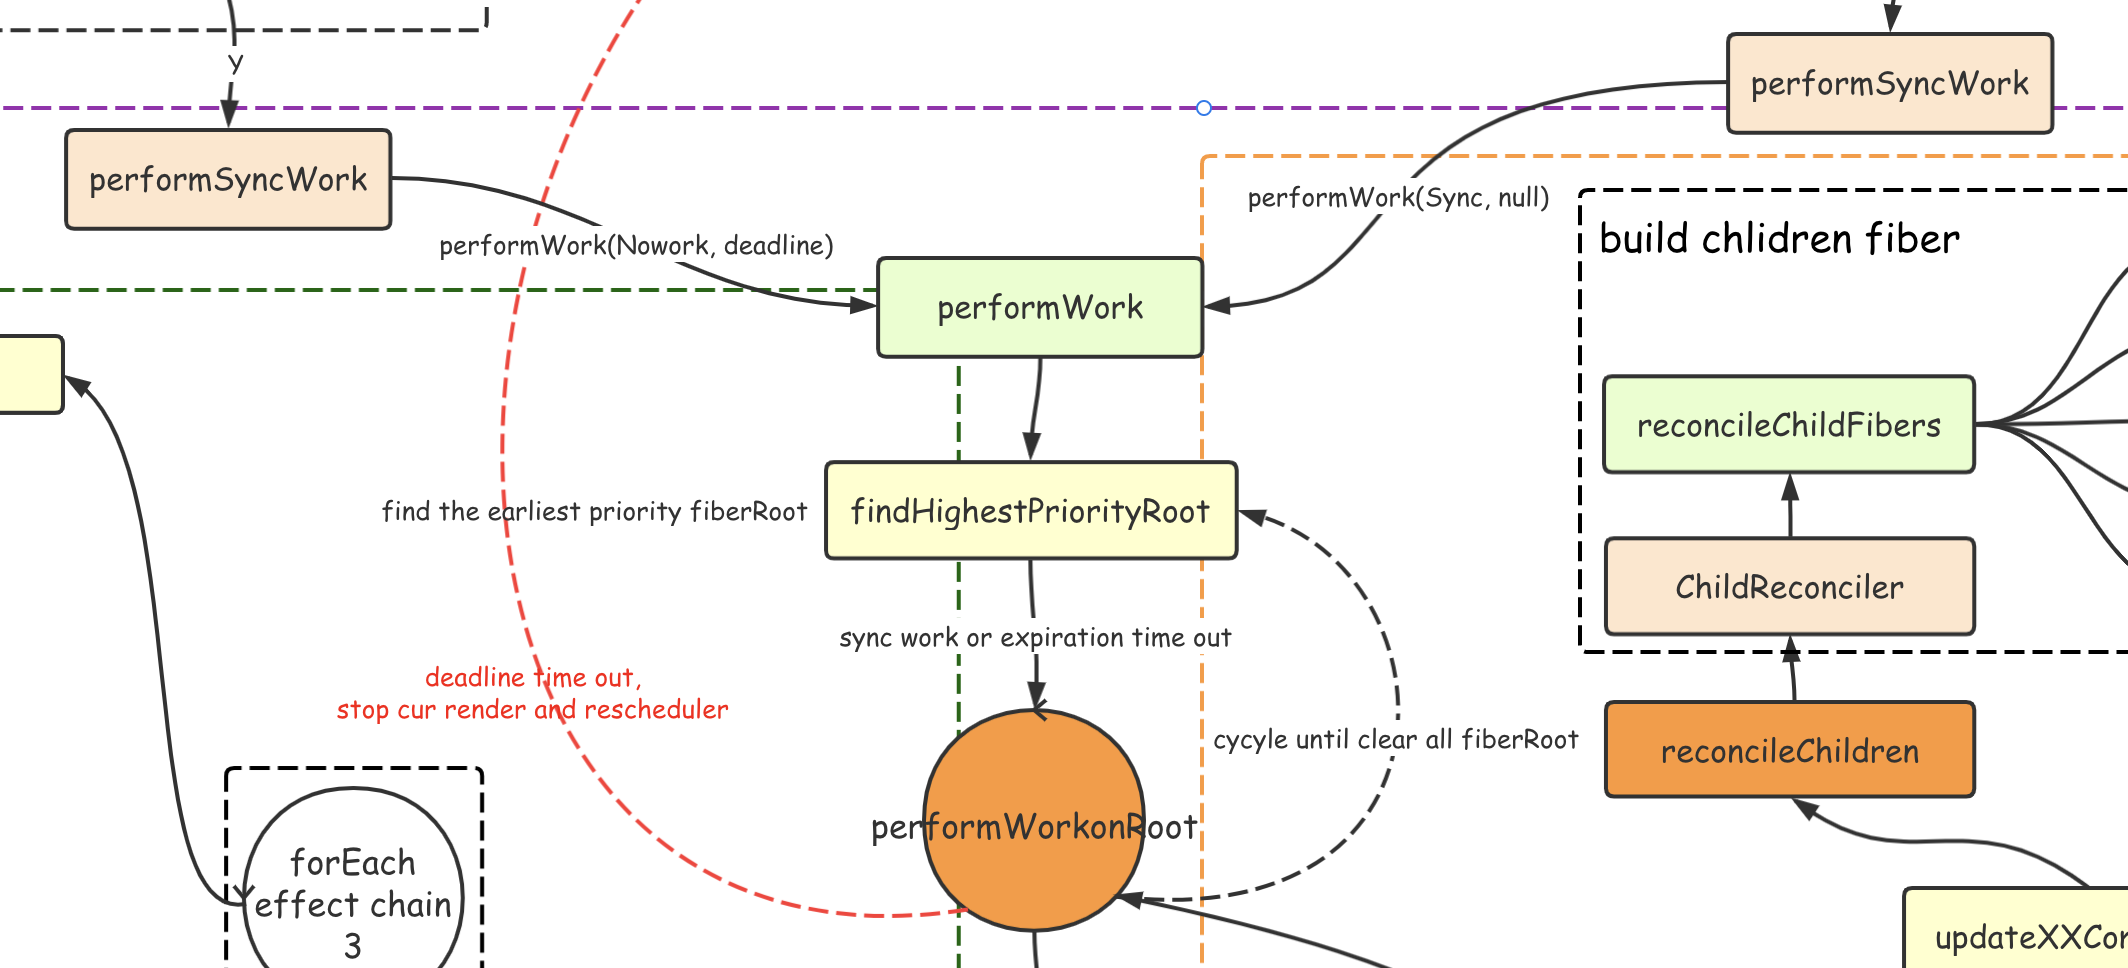 y
performSyncWork
performSyncWork
performWork(Nowork, deadline)
performWork(Sync, null)
build chlidren fiber
performWork
reconcileChildFibers
find the earliest priority fiberRoot
findHighestPriorityRoot
ChildReconciler
sync work or expiration time out
deadline time out,
stop cur render and rescheduler
cycyle until clear all fiberRoot
reconcileChildren
performWorkonRoot
forEach
effect chain
3
updateXXCo